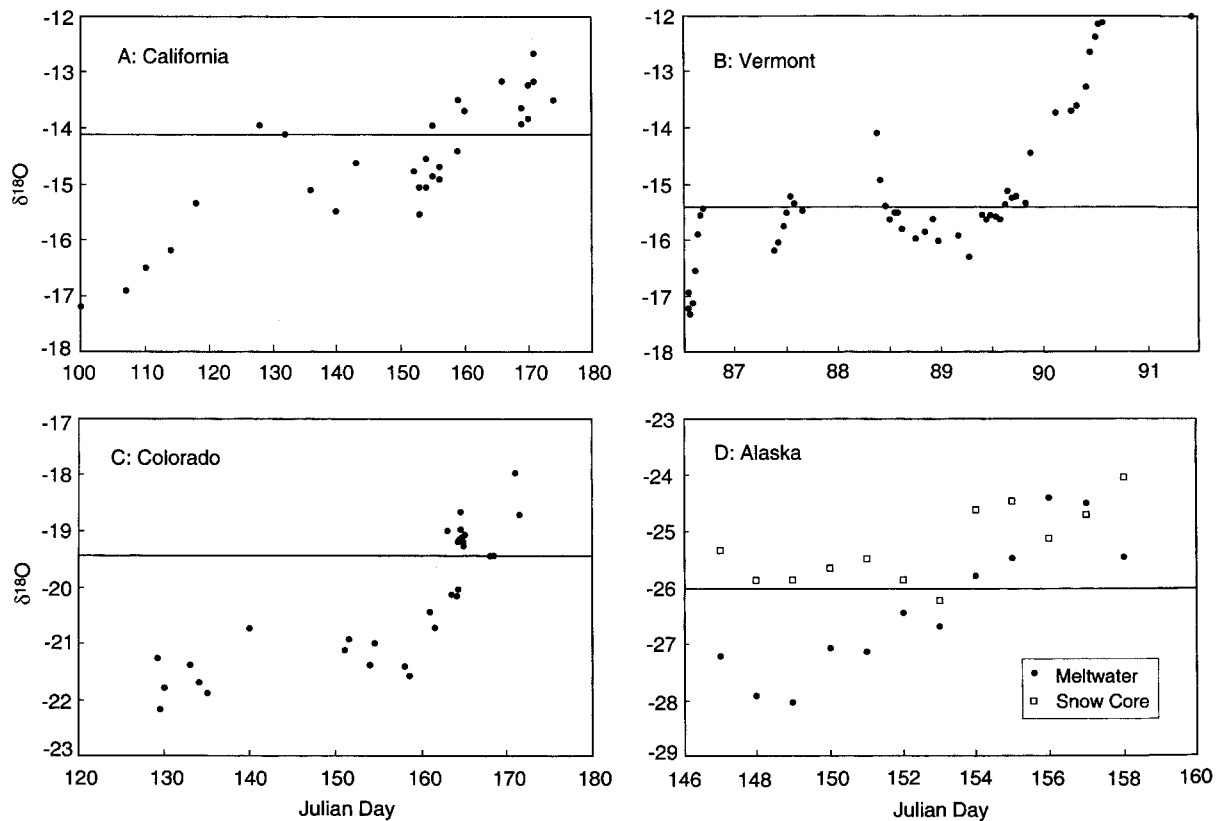 A: California
δ18O
-12
-13
-14
-15
-16
-17
-18
100 110 120 130 140 150 160 170 180
B: Vermont
-12
-13
-14
-15
-16
-17
-18
87 88 89 90 91
C: Colorado
δ18O
-17
-18
-19
-20
-21
-22
-23
120 130 140 150 160 170 180
Julian Day
D: Alaska
-23
-24
-25
-26
-27
-28
-29
Meltwater
Snow Core
146 148 150 152 154 156 158 160
Julian Day